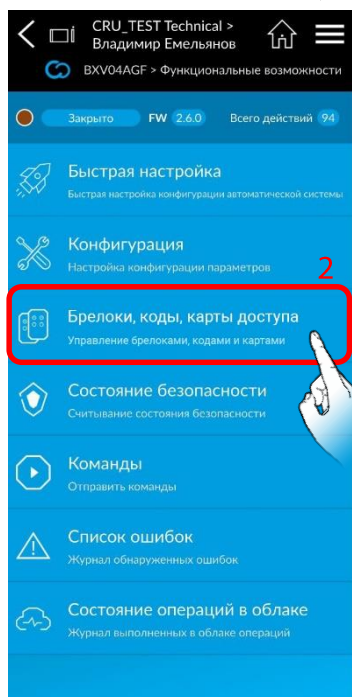 CRU_TEST Technical >
Владимир Емельянов
BXV04AGF > Функциональные возможности
Закрыто FW 2.6.0 Всего действий 94
Быстрая настройка
Быстрая настройка конфигурации автоматической системы
Конфигурация
Настройка конфигурации параметров
2
Брелоки, коды, карты доступа
Управление брелоками, кодами и картами
Состояние безопасности
Считывание состояния безопасности
Команды
Отправить команды
Список ошибок
Журнал обнаруженных ошибок
Состояние операций в облаке
Журнал выполненных в облаке операций